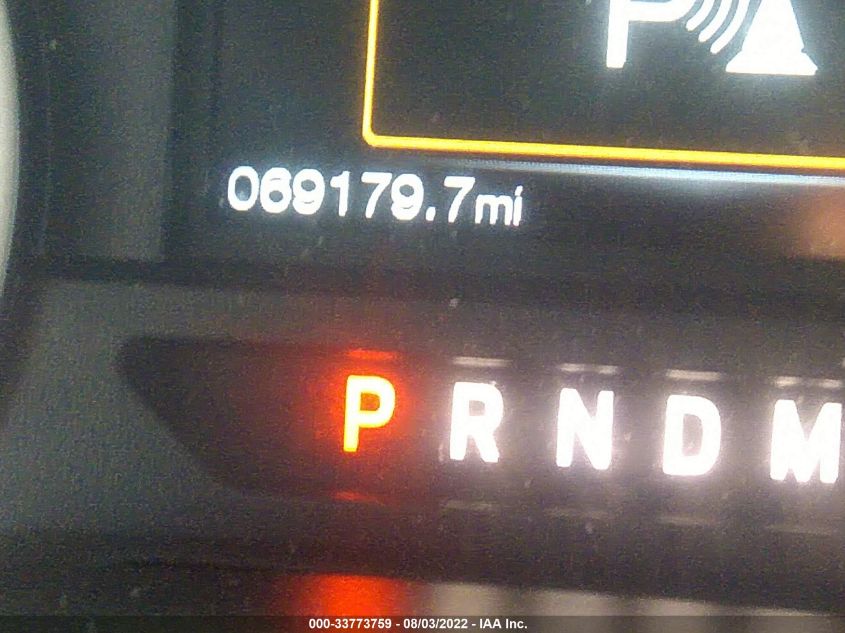 P
069179.7mi
P R N D M
000-33773759 - 08/03/2022 - IAA Inc.